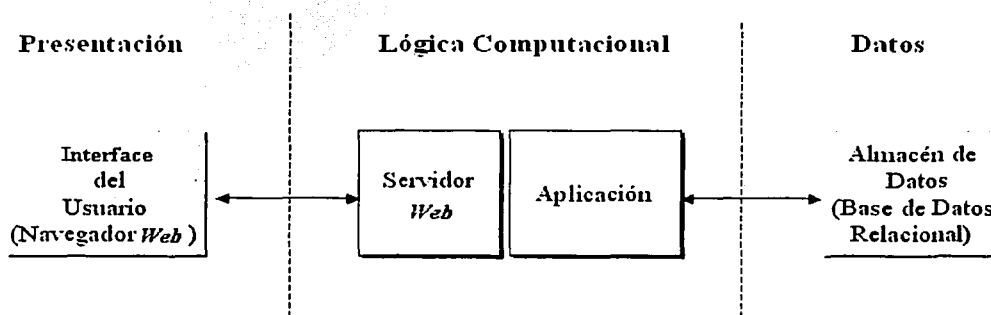 Presentación
Lógica Computacional
Datos
Interface
del
Usuario
(Navegador Web)
Servidor
Web
Aplicación
Almacén de
Datos
(Base de Datos
Relacional)